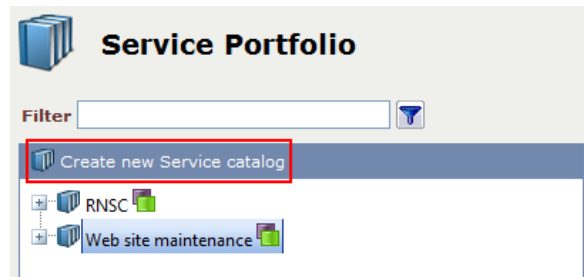 Service Portfolio
Filter
Create new Service catalog
RNSC
Web site maintenance